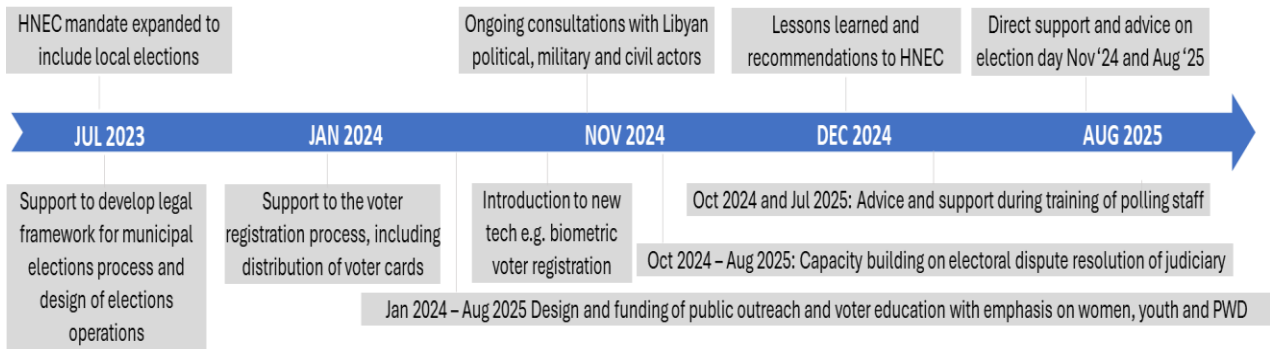 HNEC mandate expanded to
include local elections
Ongoing consultations with Libyan
political, military and civil actors
Lessons learned and
recommendations to HNEC
Direct support and advice on
election day Nov ‘24 and Aug ‘25
JUL 2023
JAN 2024
NOV 2024
DEC 2024
AUG 2025
Support to develop legal
framework for municipal
elections process and
design of elections
operations
Support to the voter
registration process, including
distribution of voter cards
Introduction to new
tech e.g. biometric
voter registration
Oct 2024 and Jul 2025: Advice and support during training of polling staff
Oct 2024 – Aug 2025: Capacity building on electoral dispute resolution of judiciary
Jan 2024 – Aug 2025 Design and funding of public outreach and voter education with emphasis on women, youth and PWD